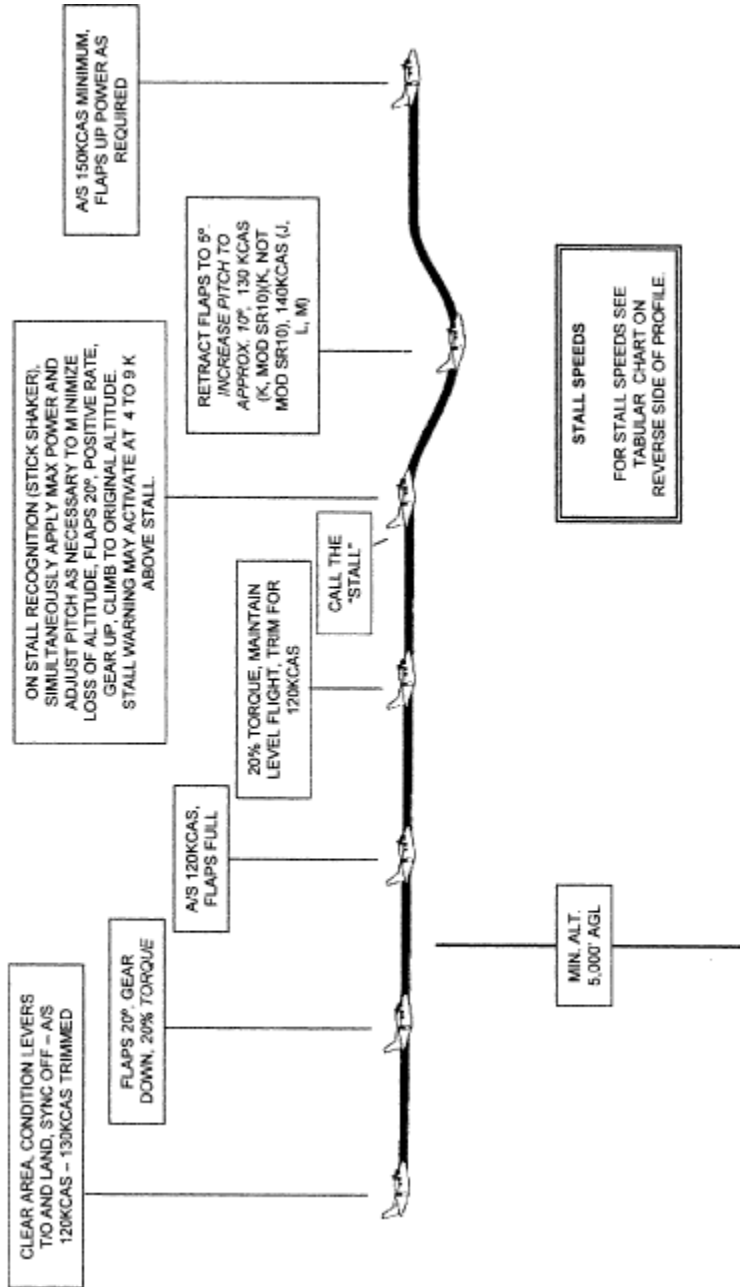 CLEAR AREA, CONDITION LEVERS
T/O AND LAND, SYNC OFF – A/S
120KCAS – 130KCAS TRIMMED
FLAPS 20º, GEAR
DOWN, 20% TORQUE
A/S 120KCAS,
FLAPS FULL
20% TORQUE, MAINTAIN
LEVEL FLIGHT, TRIM FOR
120KCAS
CALL THE
"STALL"
ON STALL RECOGNITION (STICK SHAKER),
SIMULTANEOUSLY APPLY MAX POWER AND
ADJUST PITCH AS NECESSARY TO M INIMIZE
LOSS OF ALTITUDE, FLAPS 20º, POSITIVE RATE,
GEAR UP, CLIMB TO ORIGINAL ALTITUDE.
STALL WARNING MAY ACTIVATE AT 4 TO 9 K
ABOVE STALL.
RETRACT FLAPS TO 5º.
INCREASE PITCH TO
APPROX. 10º, 130 KCAS
(K, MOD SR10)(K, NOT
MOD SR10), 140KCAS (J,
L, M)
A/S 150KCAS MINIMUM,
FLAPS UP POWER AS
REQUIRED
MIN. ALT.
5,000' AGL
STALL SPEEDS
FOR STALL SPEEDS SEE
TABULAR CHART ON
REVERSE SIDE OF PROFILE.